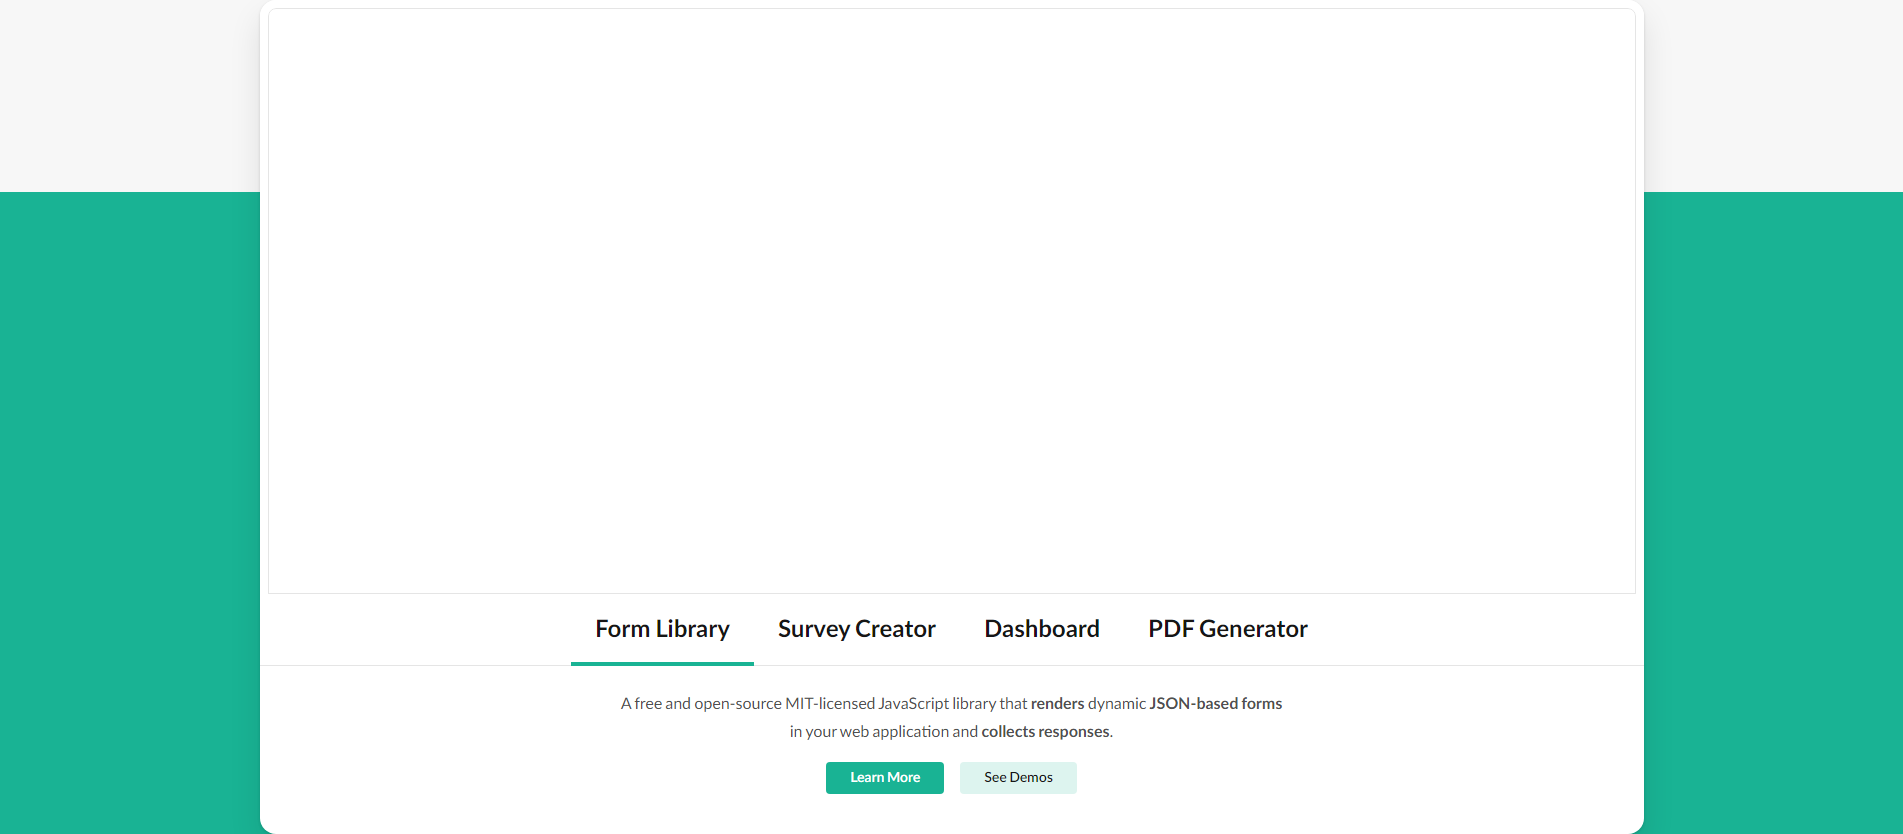 Form Library Survey Creator Dashboard PDF Generator
A free and open-source MIT-licensed JavaScript library that renders dynamic JSON-based forms
in your web application and collects responses.
Learn More See Demos